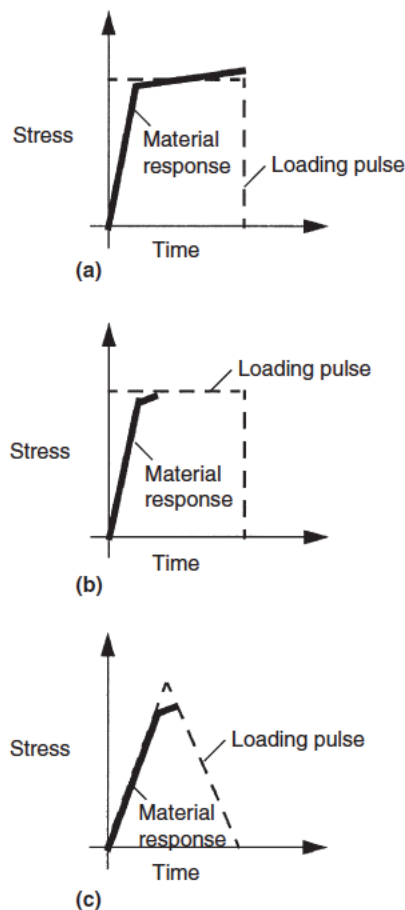 Stress
Material
response
Loading pulse
Time
(a)
Loading pulse
Stress
Material
response
Time
(b)
Stress
Loading pulse
Material
response
Time
(c)